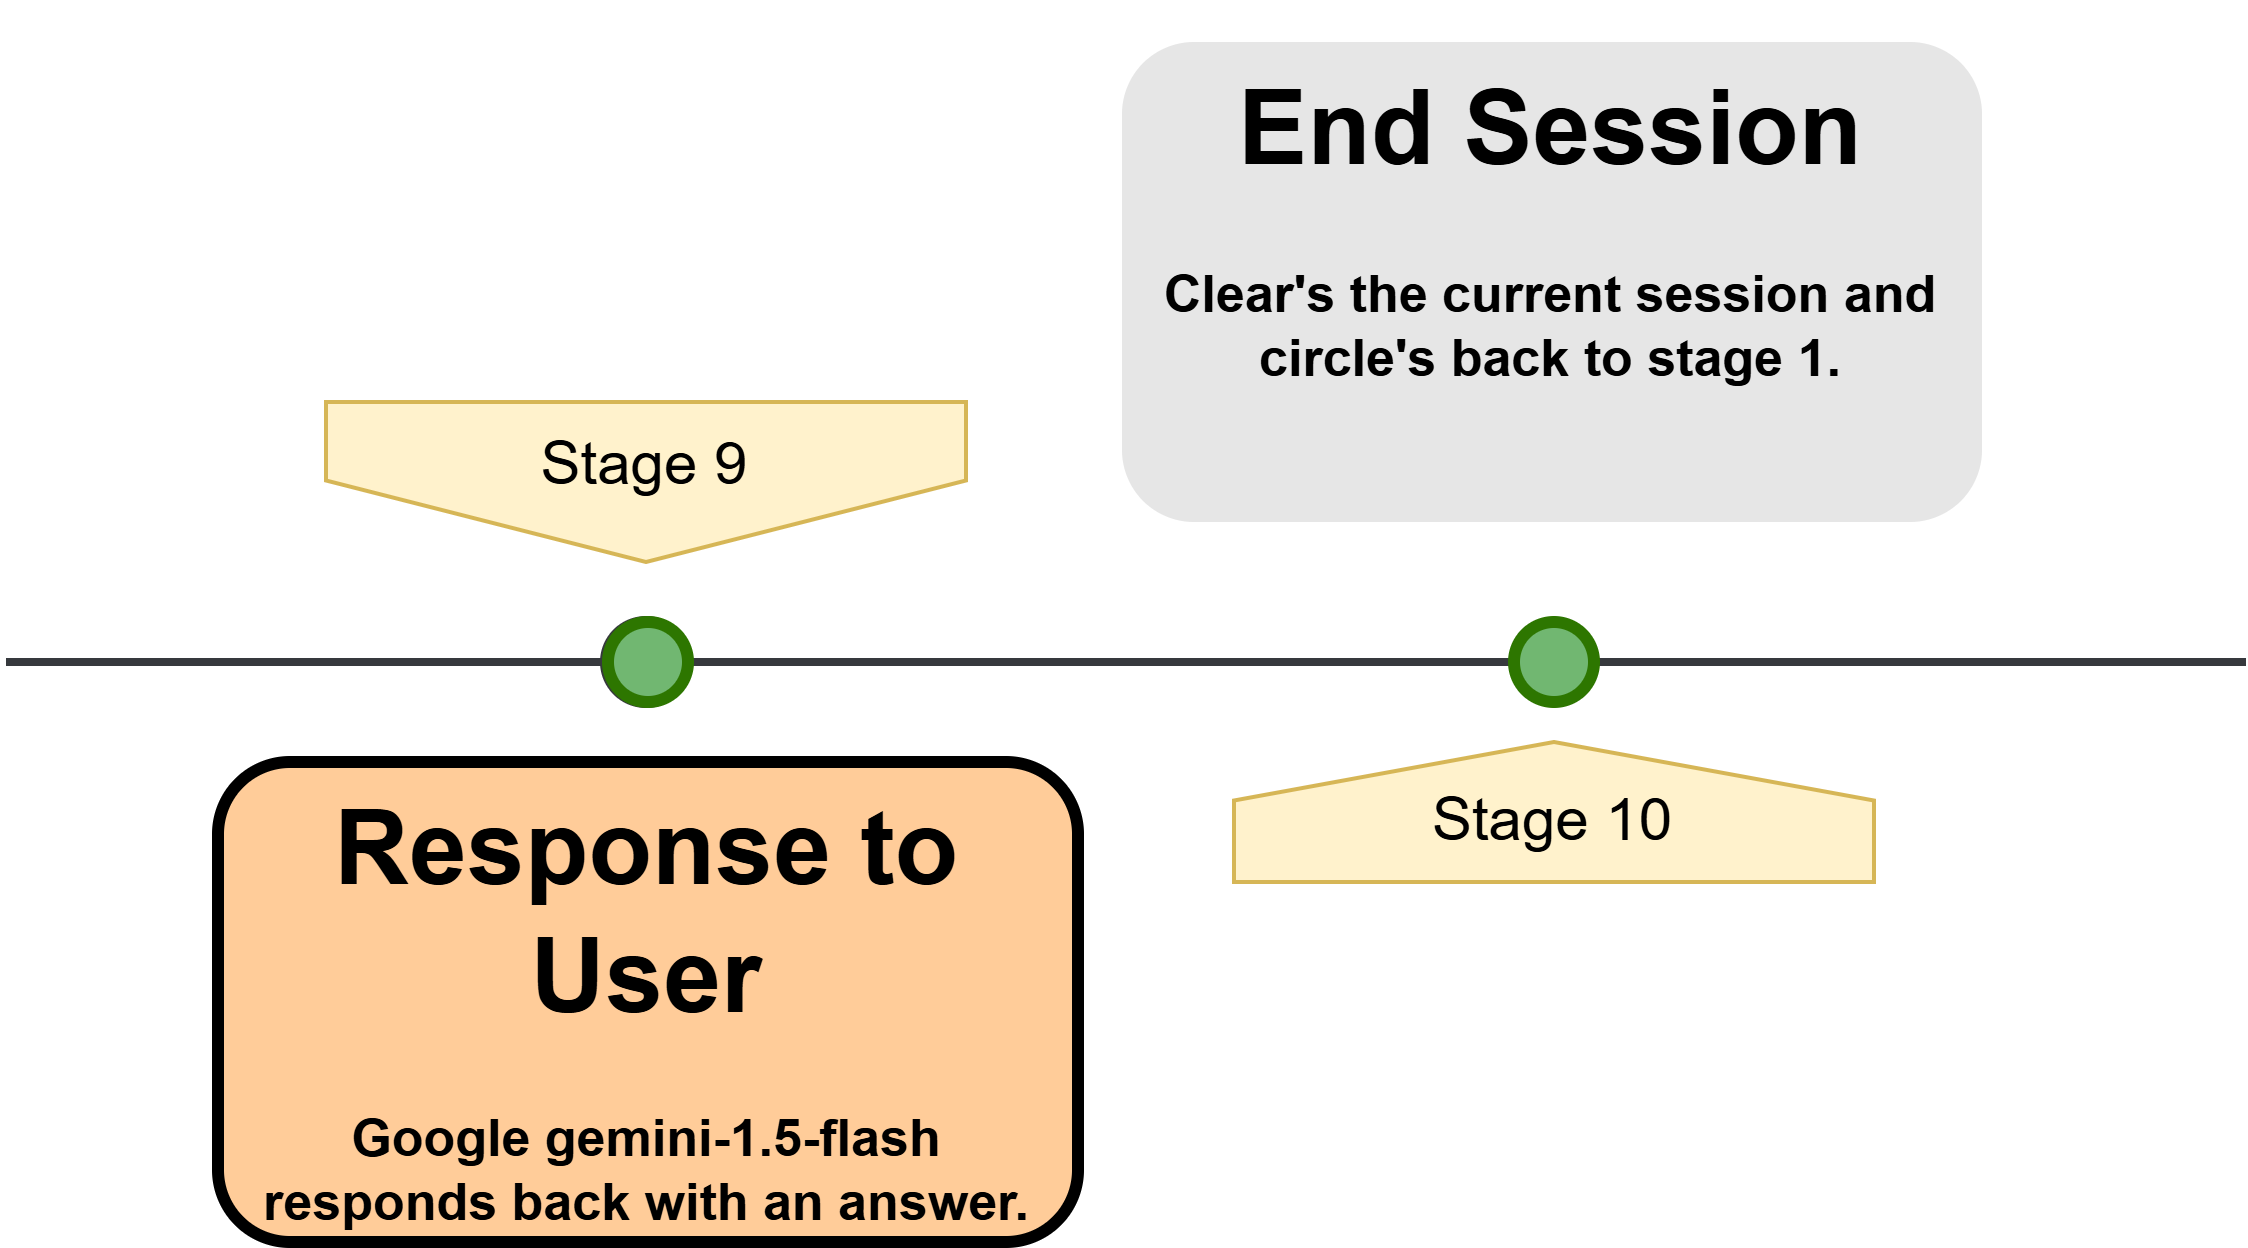 End Session
Clear's the current session and
circle's back to stage 1.
Stage 9
Stage 10
Response to
User
Google gemini-1.5-flash
responds back with an answer.